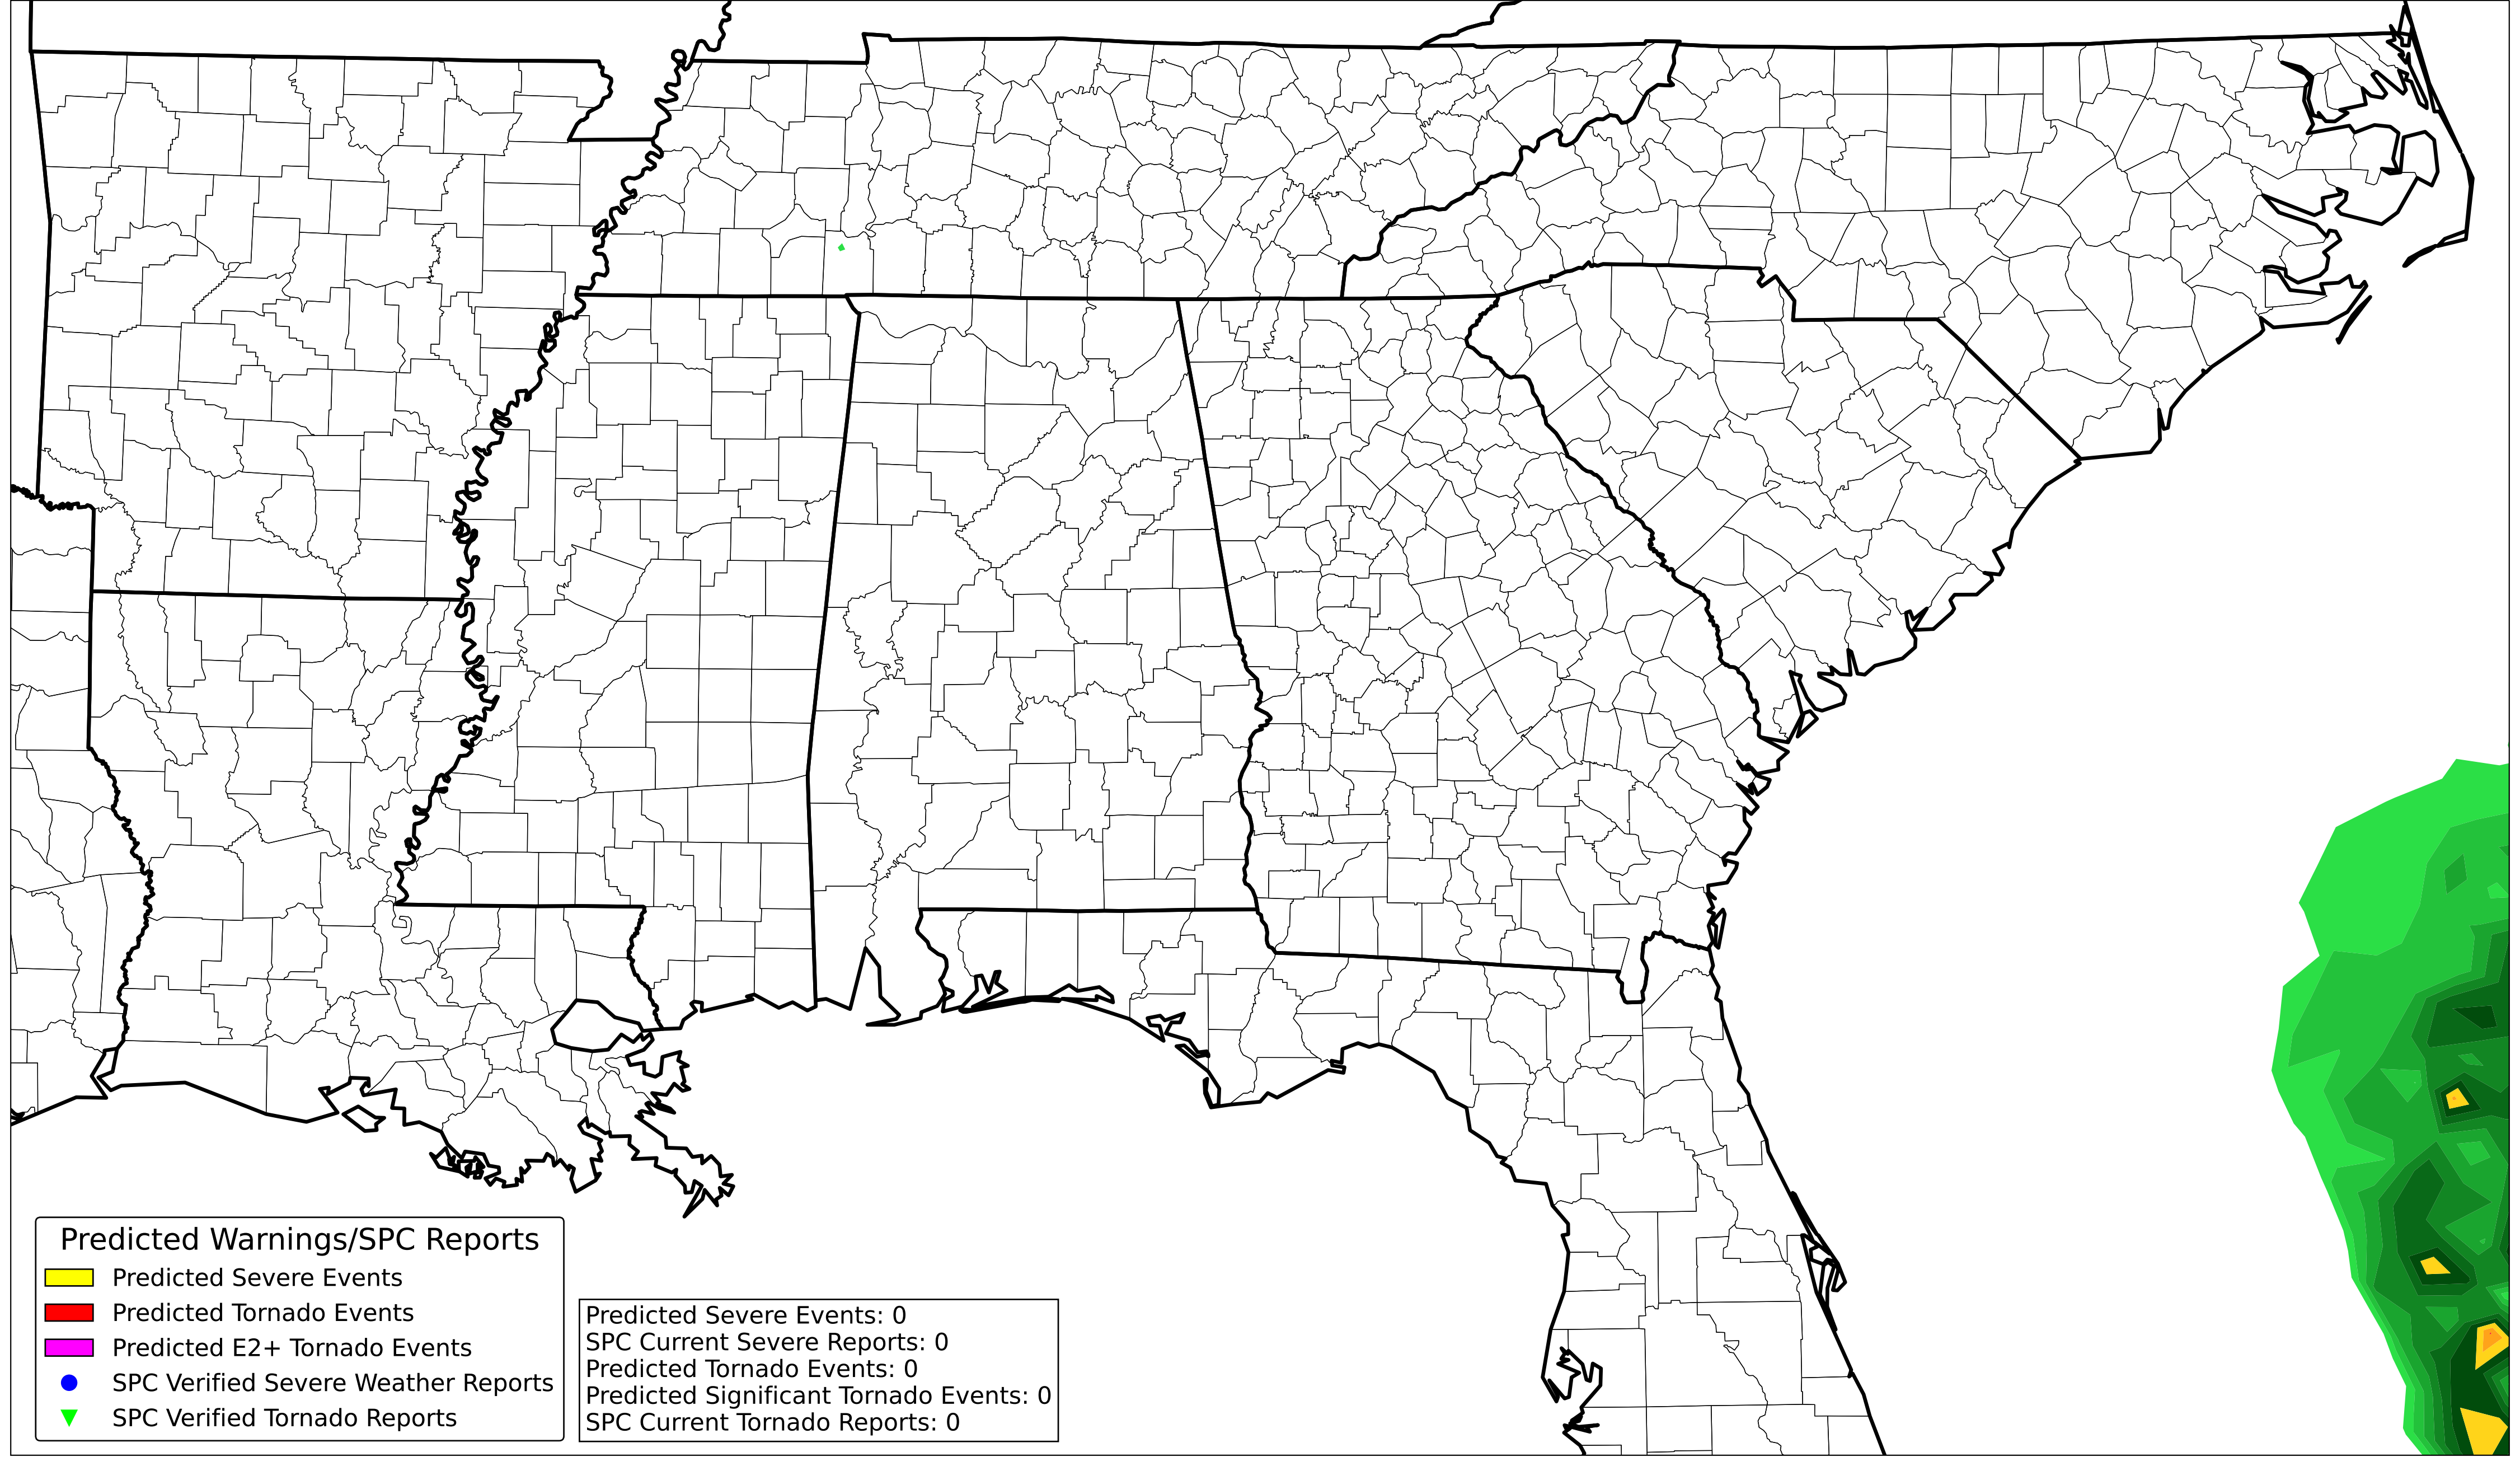 Predicted Warnings/SPC Reports
Predicted Severe Events
Predicted Tornado Events
Predicted E2+ Tornado Events
SPC Verified Severe Weather Reports
SPC Verified Tornado Reports
Predicted Severe Events: 0
SPC Current Severe Reports: 0
Predicted Tornado Events: 0
Predicted Significant Tornado Events: 0
SPC Current Tornado Reports: 0